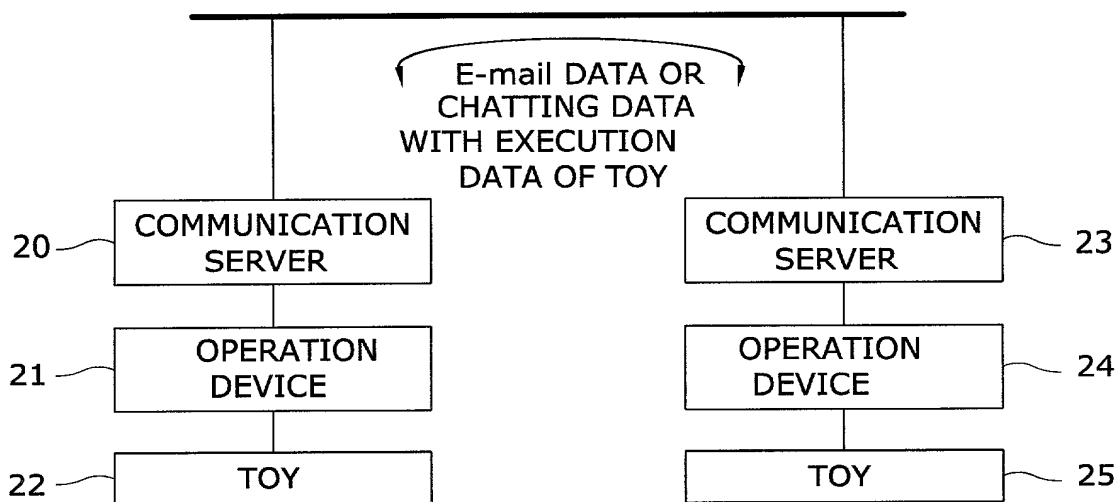 E-mail DATA OR
CHATTING DATA
WITH EXECUTION
DATA OF TOY
20
COMMUNICATION
SERVER
COMMUNICATION
SERVER
23
21
OPERATION
DEVICE
OPERATION
DEVICE
24
22
TOY
TOY
25